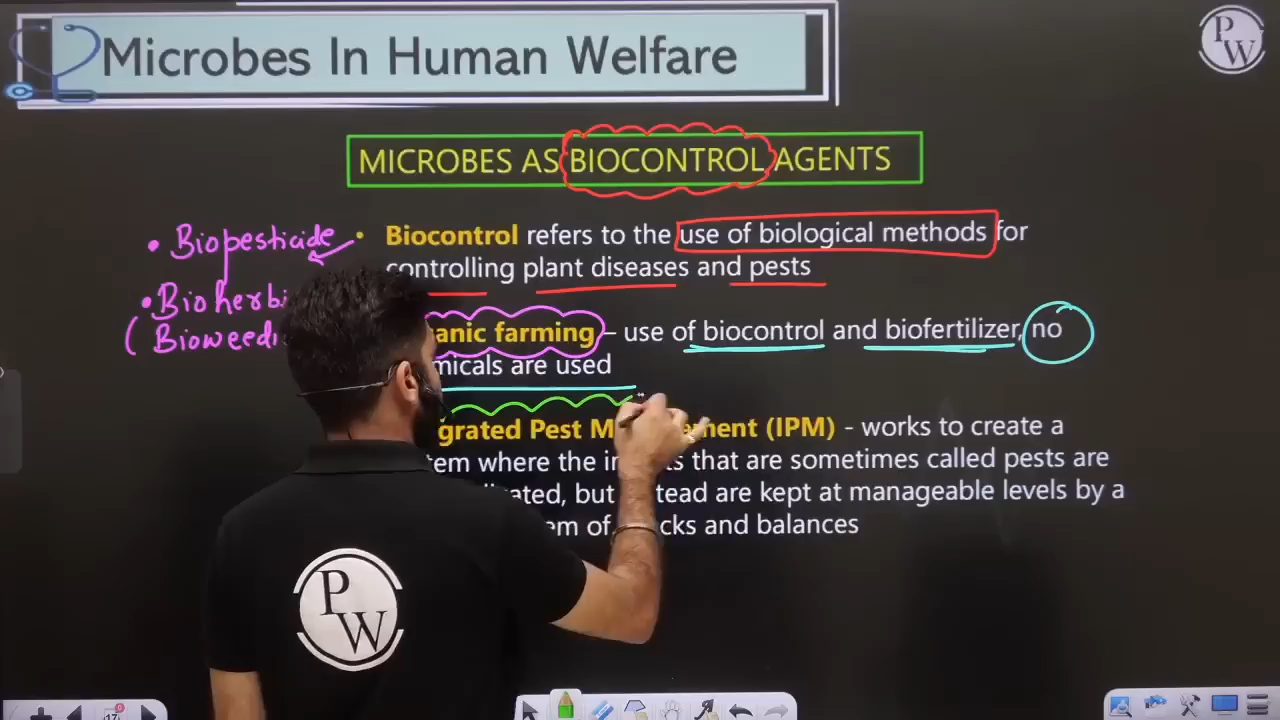 Microbes In Human Welfare
PW
MICROBES AS BIOCONTROL AGENTS
• Biopesticide
• Biocontrol refers to the use of biological methods for
controlling plant diseases and pests
• Bioherbi
(Bioweedi
anic farming – use of biocontrol and biofertilizer, no
micals are used
grated Pest M ement (IPM) - works to create a
tem where the in ts that are sometimes called pests are
dicated, but tead are kept at manageable levels by a
em of cks and balances
PW
17